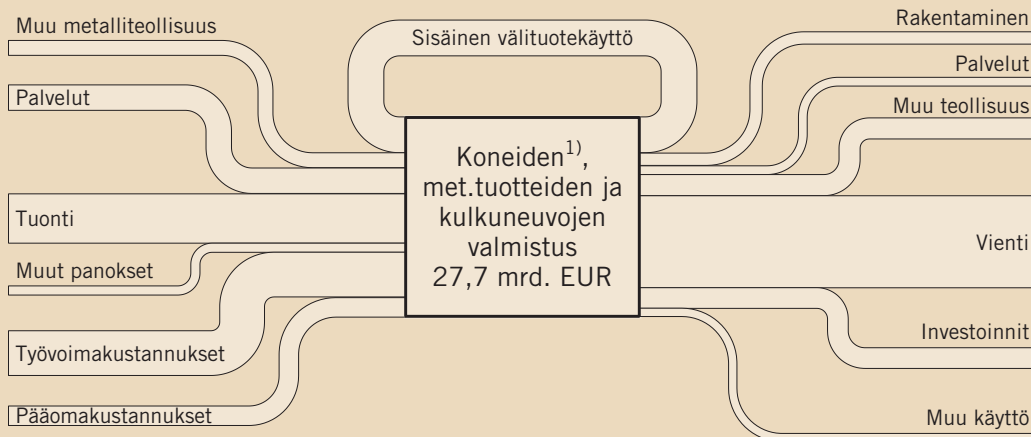 Muu metalliteollisuus
Palvelut
Tuonti
Muut panokset
Työvoimakustannukset
Pääomakustannukset
Sisäinen välituotekäyttö
Koneiden1),
met.tuotteiden ja
kulkuneuvojen
valmistus
27,7 mrd. EUR
Rakentaminen
Palvelut
Muu teollisuus
Vienti
Investoinnit
Muu käyttö